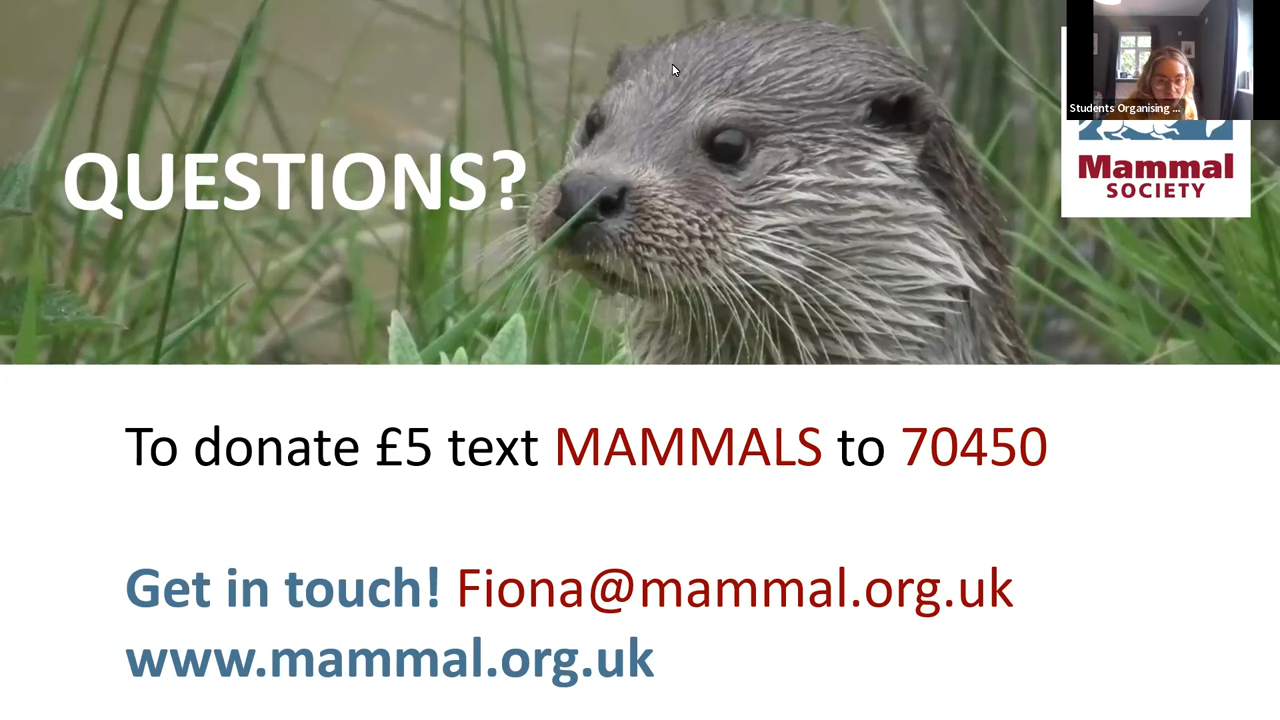 Students Organising ...
QUESTIONS?
Mammal
SOCIETY
To donate £5 text MAMMALS to 70450
Get in touch! Fiona@mammal.org.uk
www.mammal.org.uk